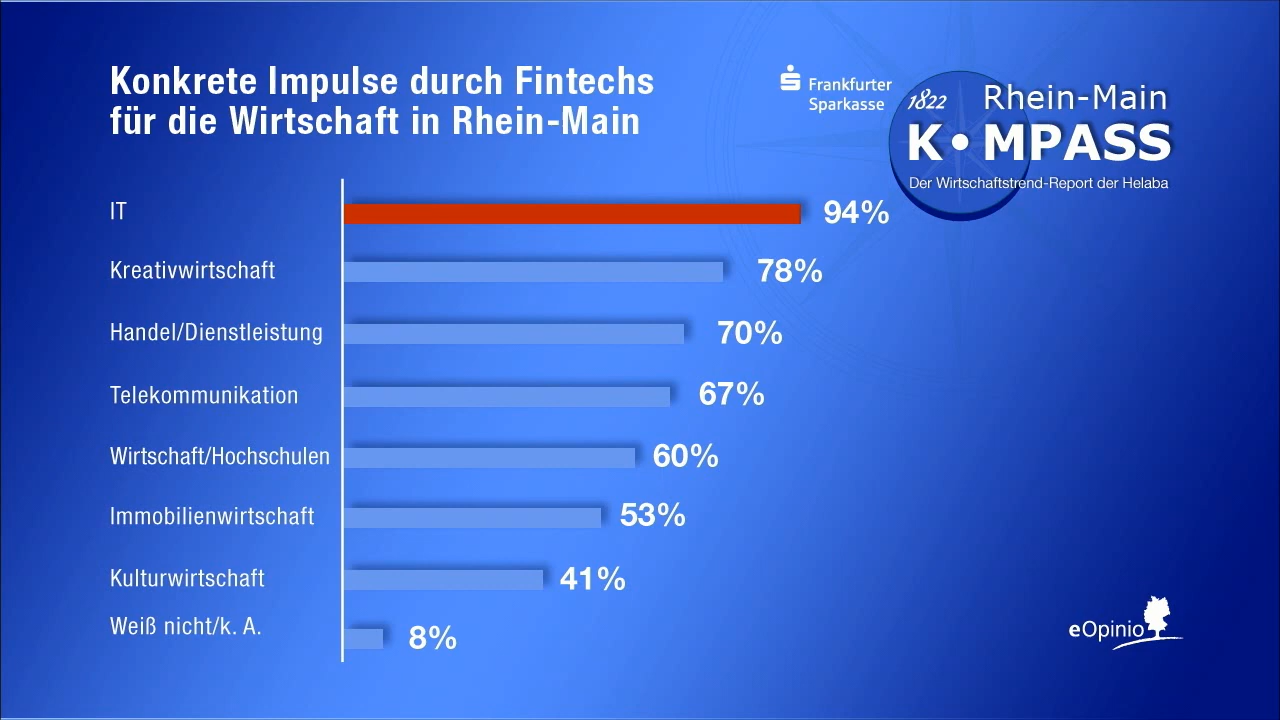 Konkrete Impulse durch Fintechs
für die Wirtschaft in Rhein-Main
Frankfurter
Sparkasse
1822
Rhein-Main
K•MPASS
Der Wirtschaftstrend-Report der Helaba
IT 94%
Kreativwirtschaft 78%
Handel/Dienstleistung 70%
Telekommunikation 67%
Wirtschaft/Hochschulen 60%
Immobilienwirtschaft 53%
Kulturwirtschaft 41%
Weiß nicht/k. A. 8%
eOpinio